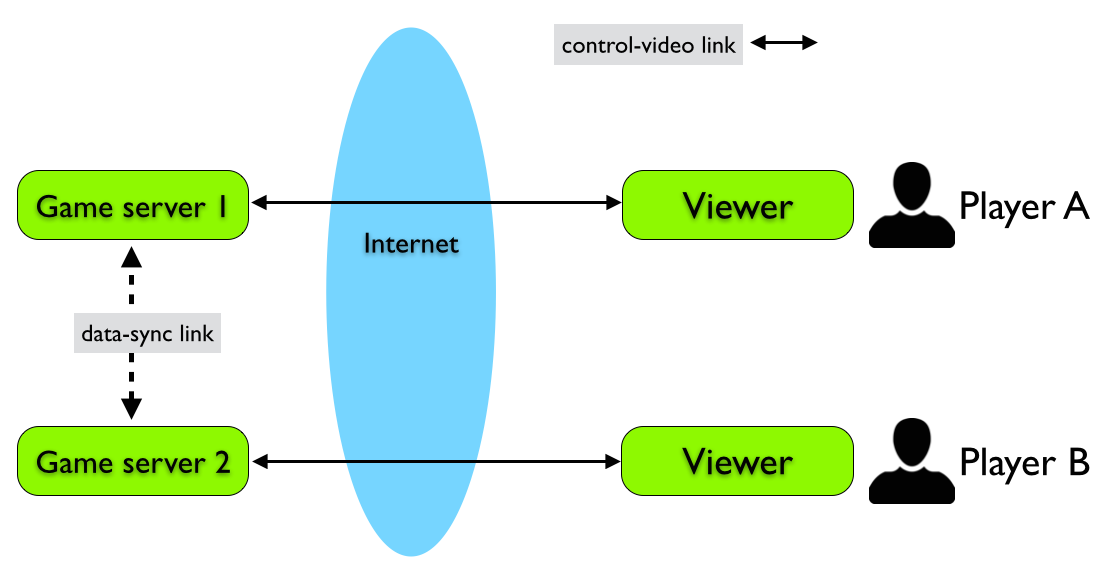 control-video link
Game server 1
Viewer
Player A
Internet
data-sync link
Game server 2
Viewer
Player B